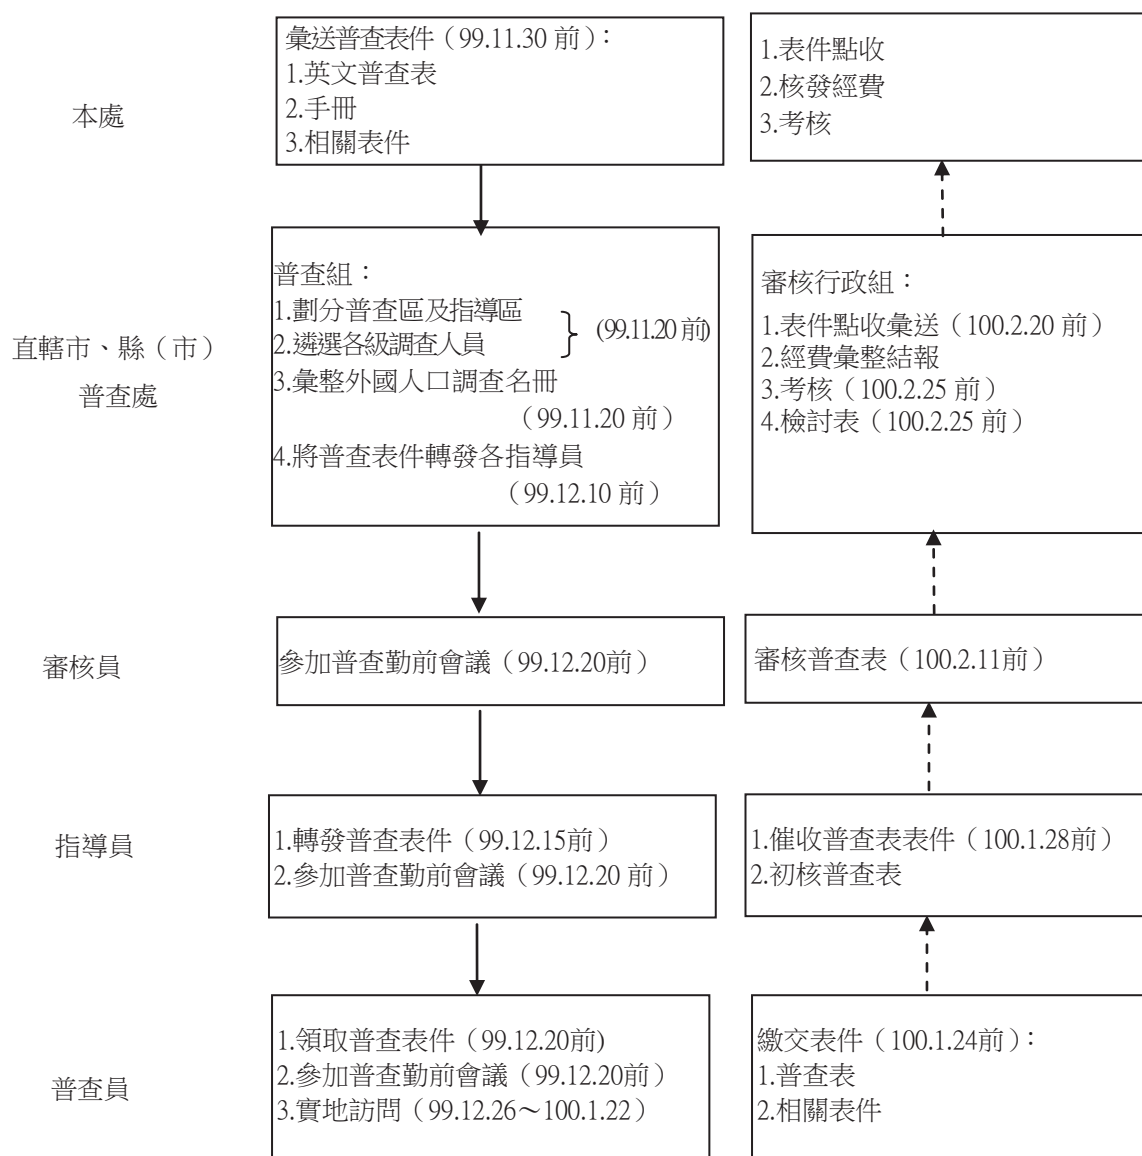 本處
彙送普查表件（99.11.30 前）：
1.英文普查表
2.手冊
3.相關表件
1.表件點收
2.核發經費
3.考核
直轄市、縣（市）
普查處
普查組：
1.劃分普查區及指導區
2.遴選各級調查人員
(99.11.20 前)
3.彙整外國人口調查名冊
（99.11.20 前）
4.將普查表件轉發各指導員
（99.12.10 前）
審核行政組：
1.表件點收彙送（100.2.20 前）
2.經費彙整結報
3.考核（100.2.25 前）
4.檢討表（100.2.25 前）
審核員
參加普查勤前會議（99.12.20前）
審核普查表（100.2.11前）
指導員
1.轉發普查表件（99.12.15前）
2.參加普查勤前會議（99.12.20 前）
1.催收普查表表件（100.1.28前）
2.初核普查表
普查員
1.領取普查表件（99.12.20前)
2.參加普查勤前會議（99.12.20前）
3.實地訪問（99.12.26～100.1.22）
繳交表件（100.1.24前）：
1.普查表
2.相關表件